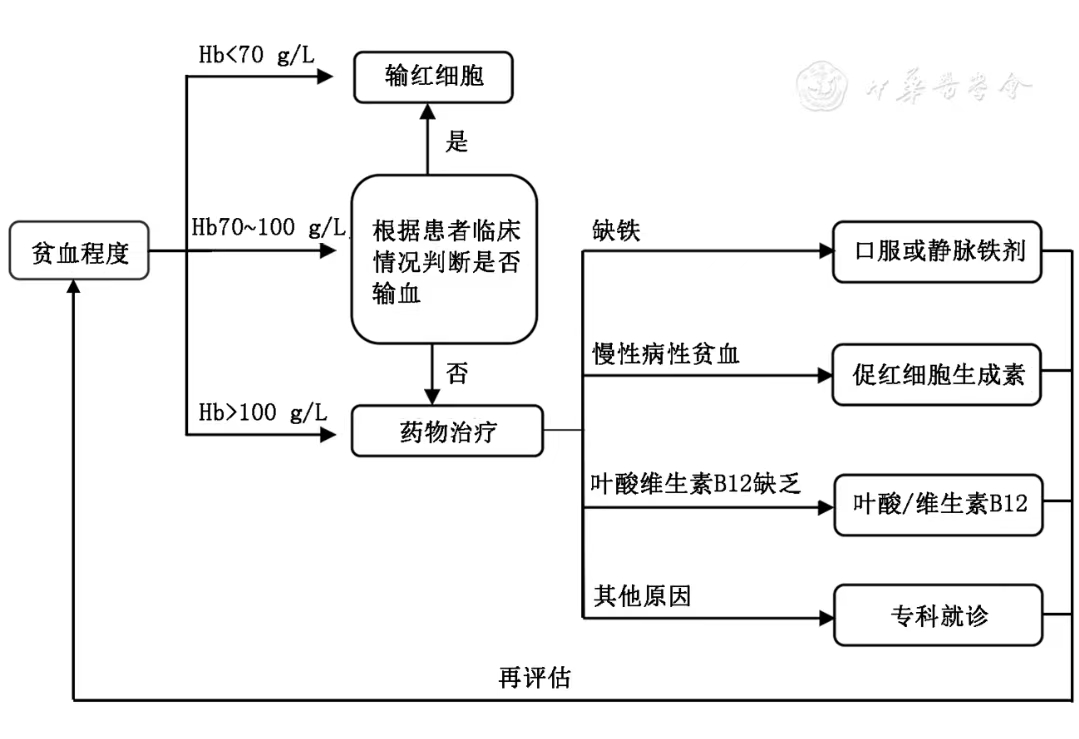 中华医学会
Hb<70 g/L
输红细胞
是
贫血程度
Hb70~100 g/L
根据患者临床
情况判断是否
输血
否
Hb>100 g/L
药物治疗
缺铁
口服或静脉铁剂
慢性病性贫血
促红细胞生成素
叶酸维生素B12缺乏
叶酸/维生素B12
其他原因
专科就诊
再评估